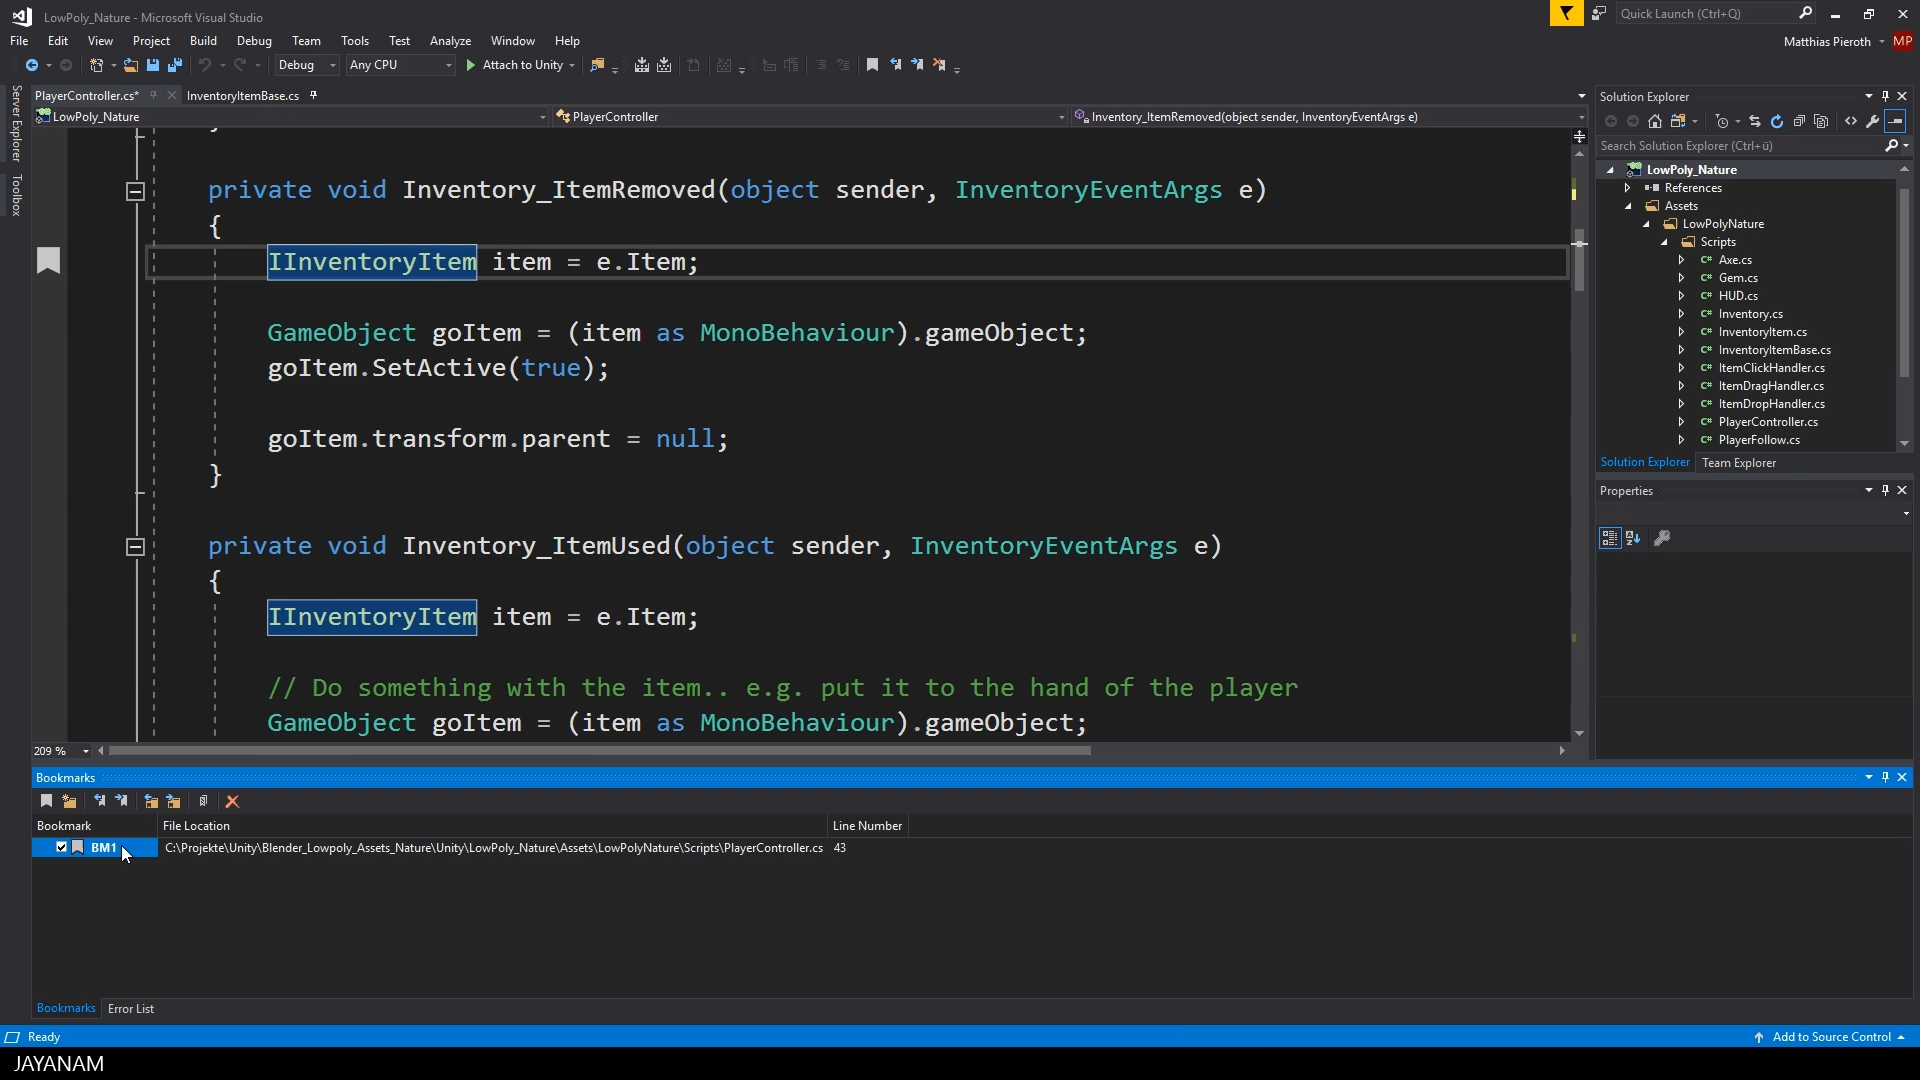 LowPoly_Nature - Microsoft Visual Studio
Quick Launch (Ctrl+Q)
File Edit View Project Build Debug Team Tools Test Analyze Window Help
Matthias Pieroth MP
Debug Any CPU Attach to Unity
Server Explorer
Toolbox
PlayerController.cs* InventoryItemBase.cs
LowPoly_Nature PlayerController Inventory_ItemRemoved(object sender, InventoryEventArgs e)
}
private void Inventory_ItemRemoved(object sender, InventoryEventArgs e)
{
IInventoryItem item = e.Item;
GameObject goItem = (item as MonoBehaviour).gameObject;
goItem.SetActive(true);
goItem.transform.parent = null;
}
private void Inventory_ItemUsed(object sender, InventoryEventArgs e)
{
IInventoryItem item = e.Item;
// Do something with the item.. e.g. put it to the hand of the player
GameObject goItem = (item as MonoBehaviour).gameObject;
209 %
Solution Explorer
Search Solution Explorer (Ctrl+ü)
LowPoly_Nature
References
Assets
LowPolyNature
Scripts
C# Axe.cs
C# Gem.cs
C# HUD.cs
C# Inventory.cs
C# InventoryItem.cs
C# InventoryItemBase.cs
C# ItemClickHandler.cs
C# ItemDragHandler.cs
C# ItemDropHandler.cs
C# PlayerController.cs
C# PlayerFollow.cs
Solution Explorer Team Explorer
Properties
Bookmarks
Bookmark File Location Line Number
BM1 C:\Projekte\Unity\Blender_Lowpoly_Assets_Nature\Unity\LowPoly_Nature\Assets\LowPolyNature\Scripts\PlayerController.cs 43
Bookmarks Error List
Ready Add to Source Control
JAYANAM